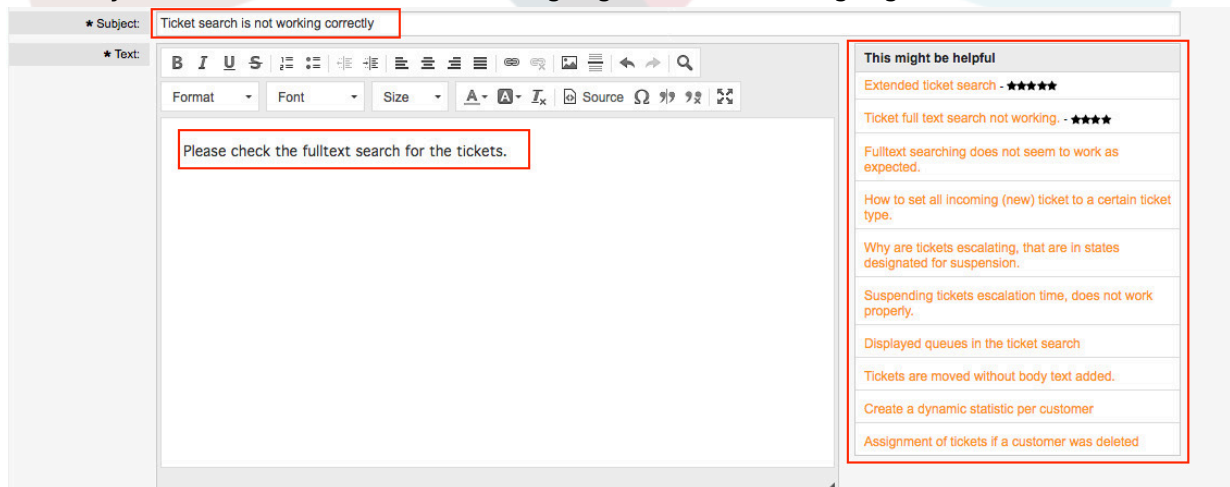 * Subject:
Ticket search is not working correctly
* Text:
B I U S
Format Font Size A A Ix Source Ω
Please check the fulltext search for the tickets.
This might be helpful
Extended ticket search - ★★★★★
Ticket full text search not working. - ★★★★
Fulltext searching does not seem to work as
expected.
How to set all incoming (new) ticket to a certain ticket
type.
Why are tickets escalating, that are in states
designated for suspension.
Suspending tickets escalation time, does not work
properly.
Displayed queues in the ticket search
Tickets are moved without body text added.
Create a dynamic statistic per customer
Assignment of tickets if a customer was deleted